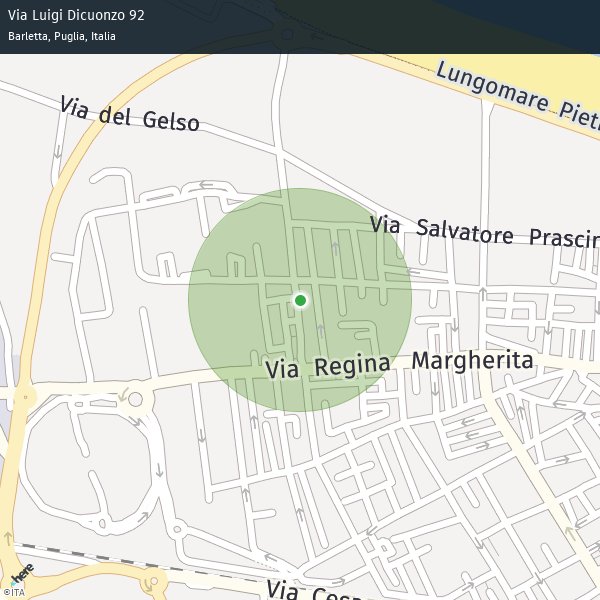 Via Luigi Dicuonzo 92
Barletta, Puglia, Italia
Lungomare Piet
Via del Gelso
Via Salvatore Prascin
Via Regina Margherita
Via Cesa
here
©ITA